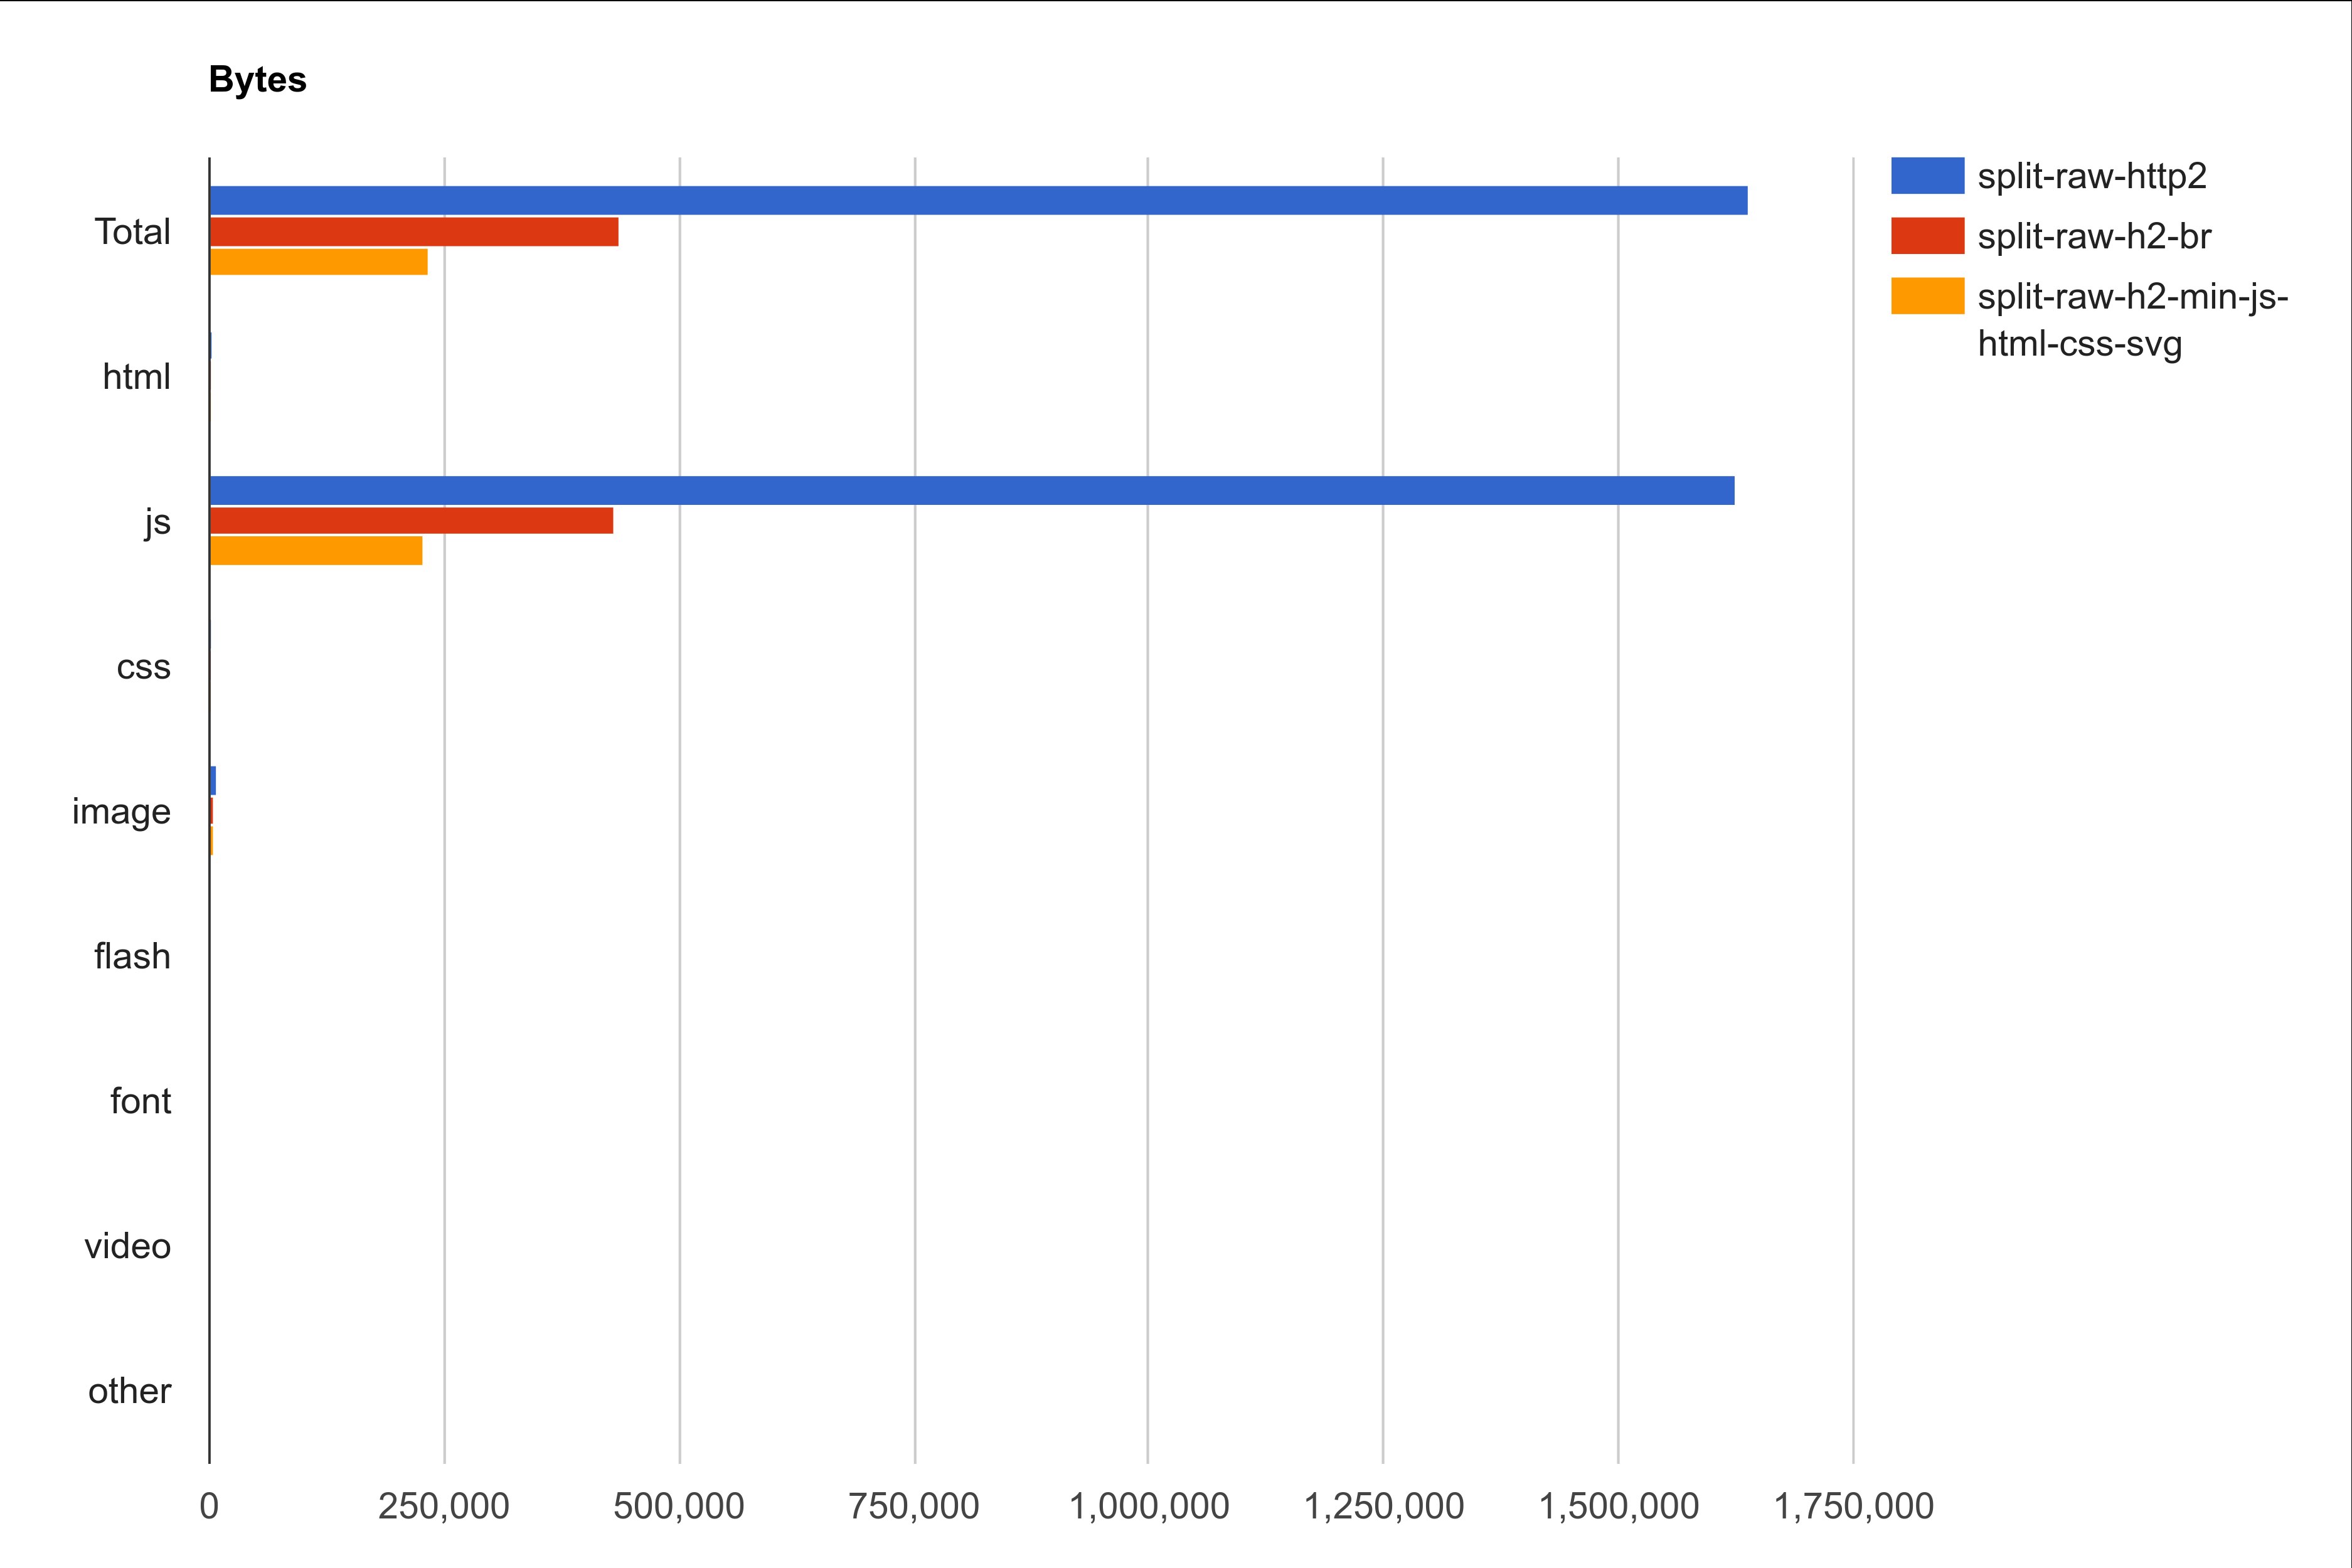 Bytes
split-raw-http2
split-raw-h2-br
split-raw-h2-min-js-
html-css-svg
Total
html
js
css
image
flash
font
video
other
0 250,000 500,000 750,000 1,000,000 1,250,000 1,500,000 1,750,000